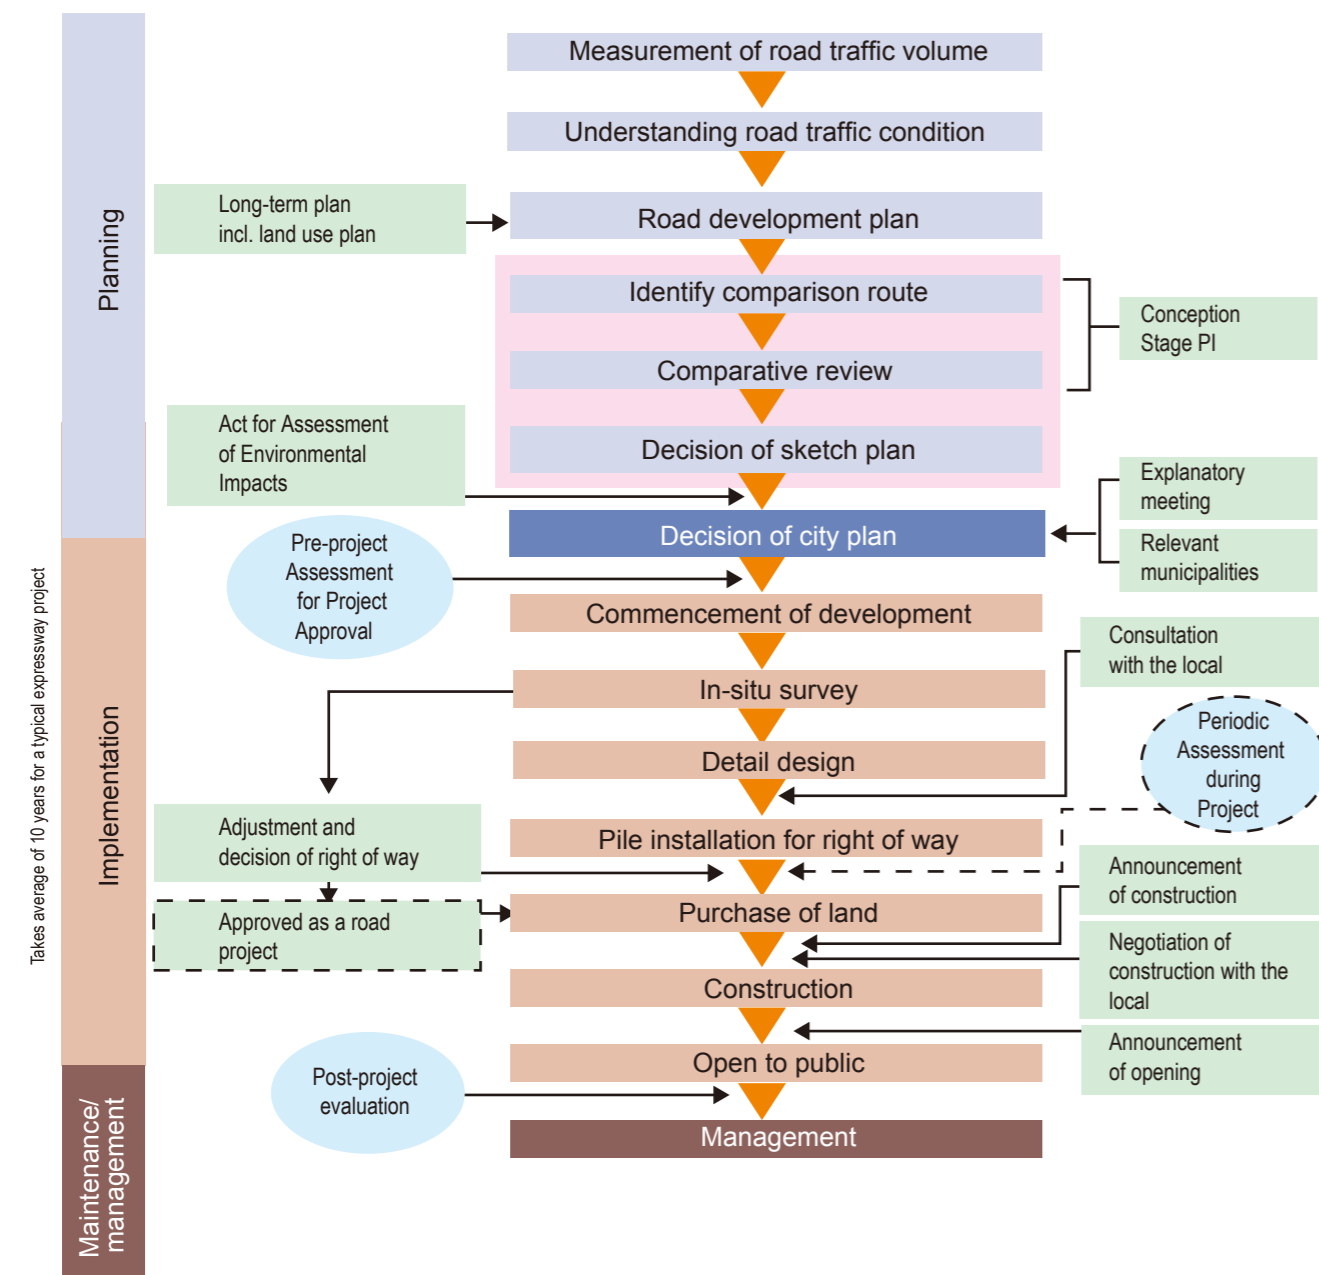 Measurement of road traffic volume
Understanding road traffic condition
Long-term plan
incl. land use plan
Road development plan
Planning
Identify comparison route
Conception
Stage PI
Comparative review
Act for Assessment
of Environmental
Impacts
Decision of sketch plan
Explanatory
meeting
Decision of city plan
Relevant
municipalities
Pre-project
Assessment
for Project
Approval
Commencement of development
Consultation
with the local
In-situ survey
Periodic
Assessment
during
Project
Detail design
Takes average of 10 years for a typical expressway project
Implementation
Adjustment and
decision of right of way
Pile installation for right of way
Announcement
of construction
Approved as a road
project
Purchase of land
Negotiation of
construction with the
local
Construction
Announcement
of opening
Open to public
Post-project
evaluation
Management
Maintenance/
management